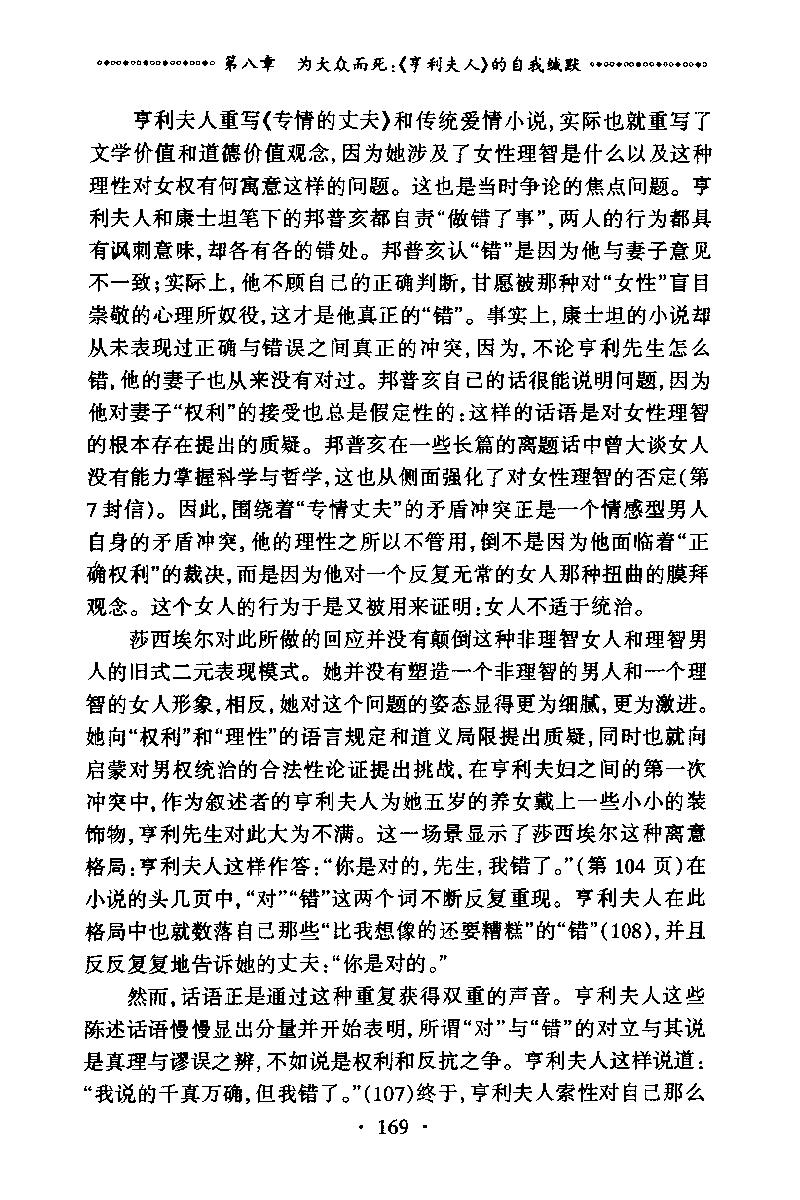 第八章 为大众而死:《亨利夫人》的自我缄默
亨利夫人重写《专情的丈夫》和传统爱情小说,实际也就重写了
文学价值和道德价值观念,因为她涉及了女性理智是什么以及这种
理性对女权有何寓意这样的问题。这也是当时争论的焦点问题。亨
利夫人和康士坦笔下的邦普亥都自责“做错了事”,两人的行为都具
有讽刺意味,却各有各的错处。邦普亥认“错”是因为他与妻子意见
不一致;实际上,他不顾自己的正确判断,甘愿被那种对“女性”盲目
崇敬的心理所奴役,这才是他真正的“错”。事实上,康士坦的小说却
从未表现过正确与错误之间真正的冲突,因为,不论亨利先生怎么
错,他的妻子也从来没有对过。邦普亥自己的话很能说明问题,因为
他对妻子“权利”的接受也总是假定性的:这样的话语是对女性理智
的根本存在提出的质疑。邦普亥在一些长篇的离题话中曾大谈女人
没有能力掌握科学与哲学,这也从侧面强化了对女性理智的否定(第
7封信)。因此,围绕着“专情丈夫”的矛盾冲突正是一个情感型男人
自身的矛盾冲突,他的理性之所以不管用,倒不是因为他面临着“正
确权利”的裁决,而是因为他对一个反复无常的女人那种扭曲的膜拜
观念。这个女人的行为于是又被用来证明:女人不适于统治。
莎西埃尔对此所做的回应并没有颠倒这种非理智女人和理智男
人的旧式二元表现模式。她并没有塑造一个非理智的男人和一个理
智的女人形象,相反,她对这个问题的姿态显得更为细腻,更为激进。
她向“权利”和“理性”的语言规定和道义局限提出质疑,同时也就向
启蒙对男权统治的合法性论证提出挑战,在亨利夫妇之间的第一次
冲突中,作为叙述者的亨利夫人为她五岁的养女戴上一些小小的装
饰物,亨利先生对此大为不满。这一场景显示了莎西埃尔这种离意
格局:亨利夫人这样作答:“你是对的,先生,我错了。”(第 104 页)在
小说的头几页中,“对”“错”这两个词不断反复重现。亨利夫人在此
格局中也就数落自己那些“比我想像的还要糟糕”的“错”(108),并且
反反复复地告诉她的丈夫:“你是对的。”
然而,话语正是通过这种重复获得双重的声音。亨利夫人这些
陈述话语慢慢显出分量并开始表明,所谓“对”与“错”的对立与其说
是真理与谬误之辨,不如说是权利和反抗之争。亨利夫人这样说道:
“我说的千真万确,但我错了。”(107)终于,亨利夫人索性对自己那么
· 169 ·